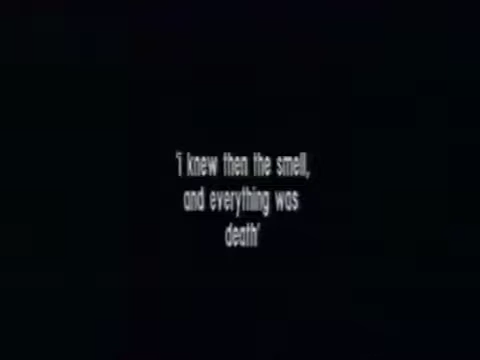 'i knew then the smell,
and everything was
death'